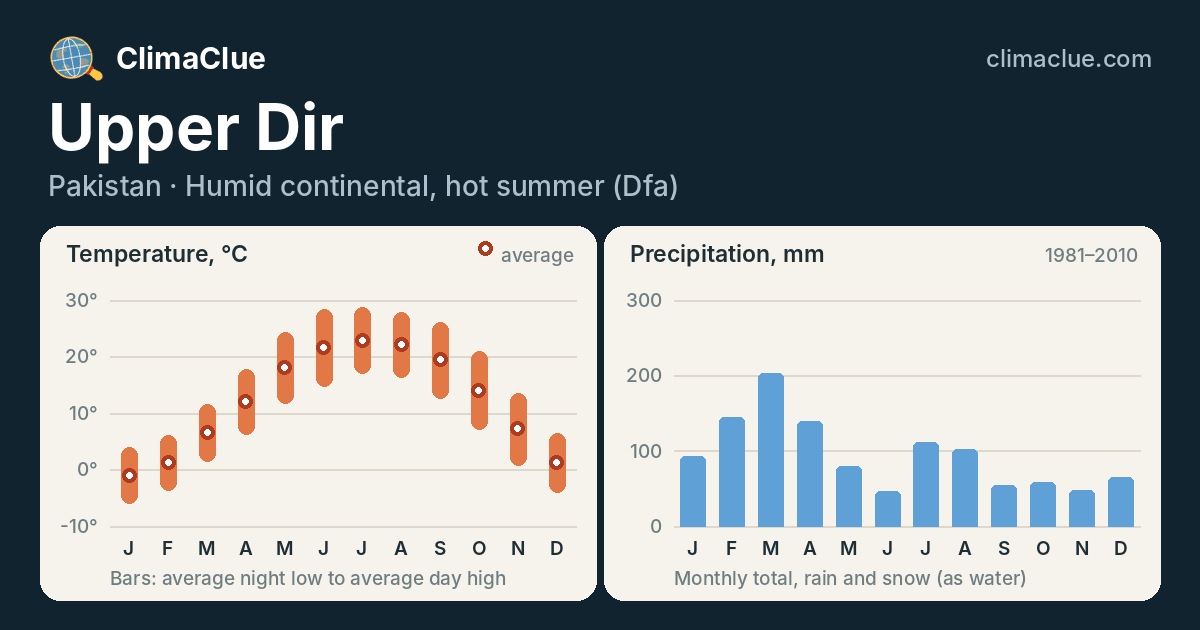 ClimaClue
climaclue.com
Upper Dir
Pakistan · Humid continental, hot summer (Dfa)
Temperature, °C
average
30°
20°
10°
0°
-10°
J F M A M J J A S O N D
Bars: average night low to average day high
Precipitation, mm
1981–2010
300
200
100
0
J F M A M J J A S O N D
Monthly total, rain and snow (as water)